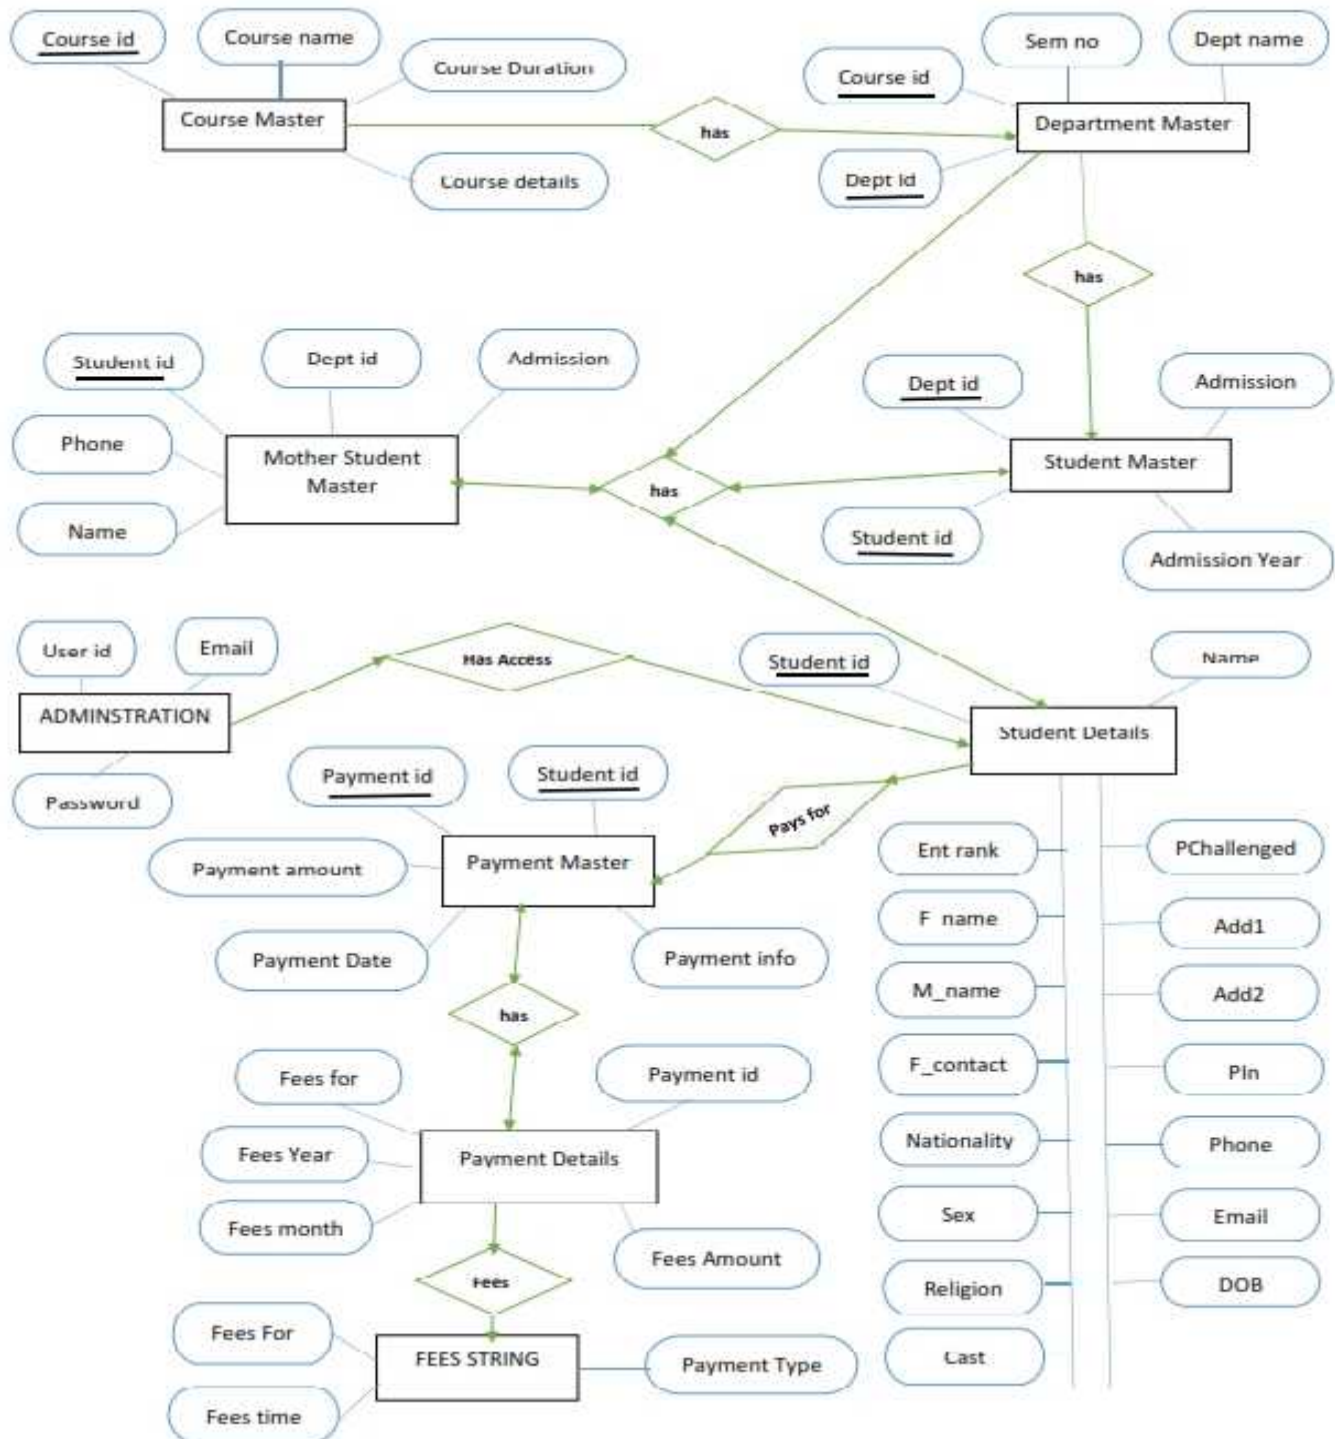 Course id
Course name
Course Duration
Course Master
Course details
has
Sem no
Dept name
Course id
Department Master
Dept Id
has
Student id
Dept id
Admission
Phone
Mother Student
Master
Name
has
Dept id
Admission
Student Master
Student id
Admission Year
User id
Email
ADMINSTRATION
Password
Has Access
Student id
Name
Student Details
Payment id
Student id
Payment amount
Payment Master
Pays for
Payment Date
Payment info
has
Ent rank
PChallenged
F_name
Add1
M_name
Add2
F_contact
PIn
Nationality
Phone
Sex
Email
Religion
DOB
Cast
Fees for
Payment id
Fees Year
Payment Details
Fees month
Fees Amount
Fees
Fees For
FEES STRING
Payment Type
Fees time